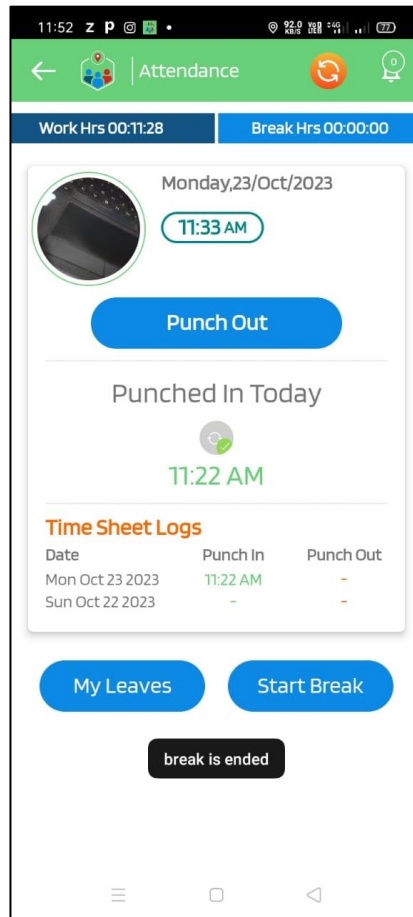 11:52 Z P
92.0 KB/S Vo9 LTE 4G 77
Attendance
0
Work Hrs 00:11:28 Break Hrs 00:00:00
Monday,23/Oct/2023
11:33 AM
Punch Out
Punched In Today
11:22 AM
Time Sheet Logs
Date Punch In Punch Out
Mon Oct 23 2023 11:22 AM -
Sun Oct 22 2023 - -
My Leaves Start Break
break is ended